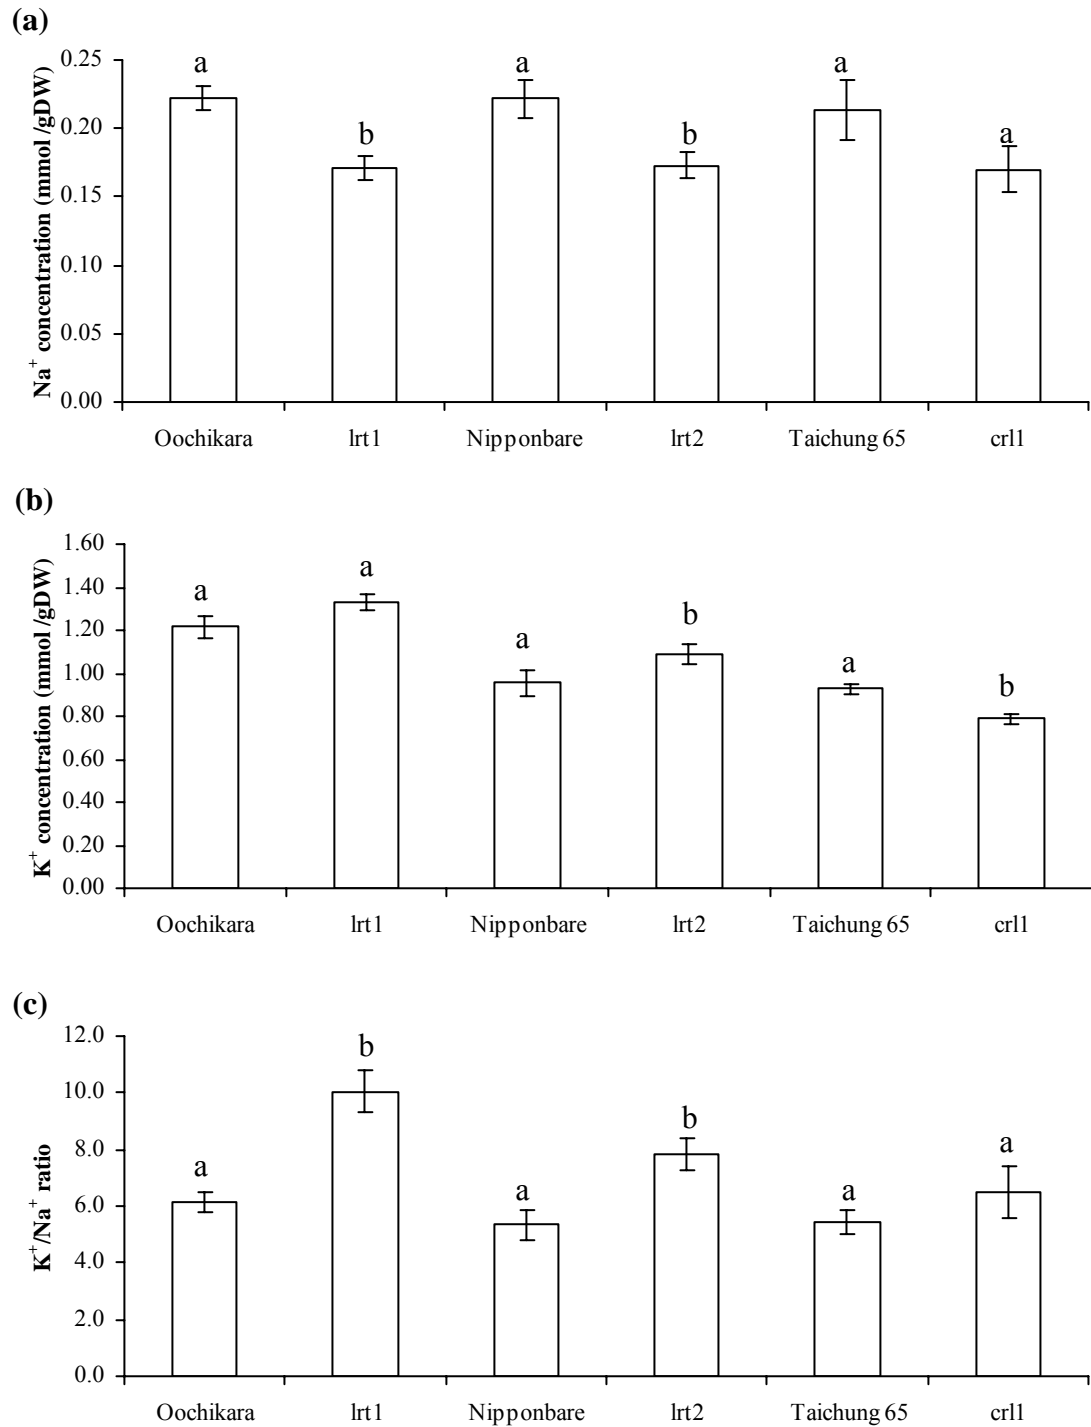 (a)
Na⁺ concentration (mmol /gDW)
0.25
0.20
0.15
0.10
0.05
0.00
a
b
a
b
a
a
Oochikara lrt1 Nipponbare lrt2 Taichung 65 crl1
(b)
K⁺ concentration (mmol /gDW)
1.60
1.40
1.20
1.00
0.80
0.60
0.40
0.20
0.00
a
a
a
b
a
b
Oochikara lrt1 Nipponbare lrt2 Taichung 65 crl1
(c)
K⁺/Na⁺ ratio
12.0
10.0
8.0
6.0
4.0
2.0
0.0
a
b
a
b
a
a
Oochikara lrt1 Nipponbare lrt2 Taichung 65 crl1